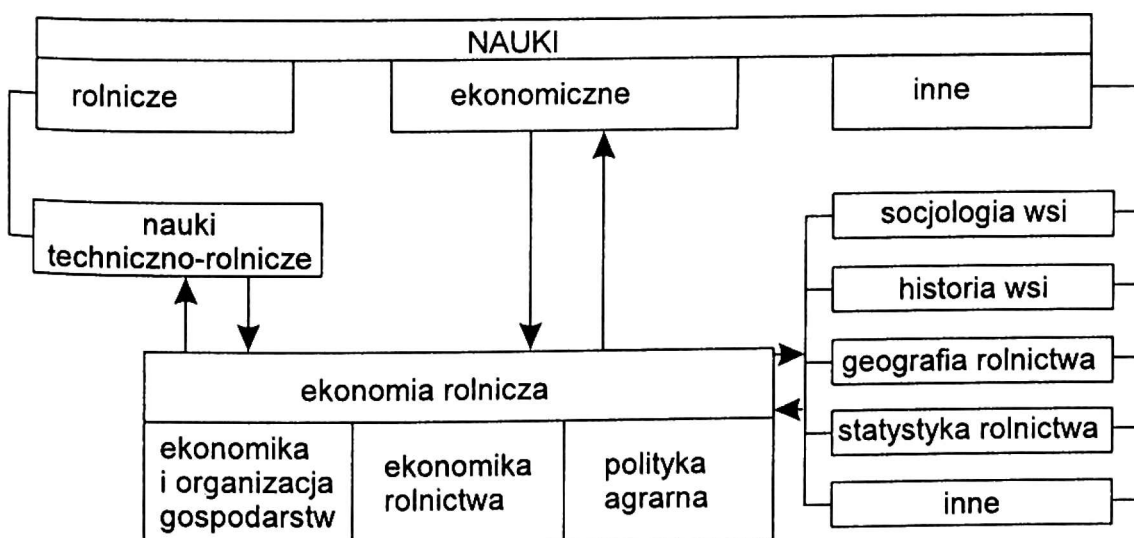 NAUKI
rolnicze
ekonomiczne
inne
nauki
techniczno-rolnicze
socjologia wsi
historia wsi
geografia rolnictwa
statystyka rolnictwa
inne
ekonomia rolnicza
ekonomika
i organizacja
gospodarstw
ekonomika
rolnictwa
polityka
agrarna